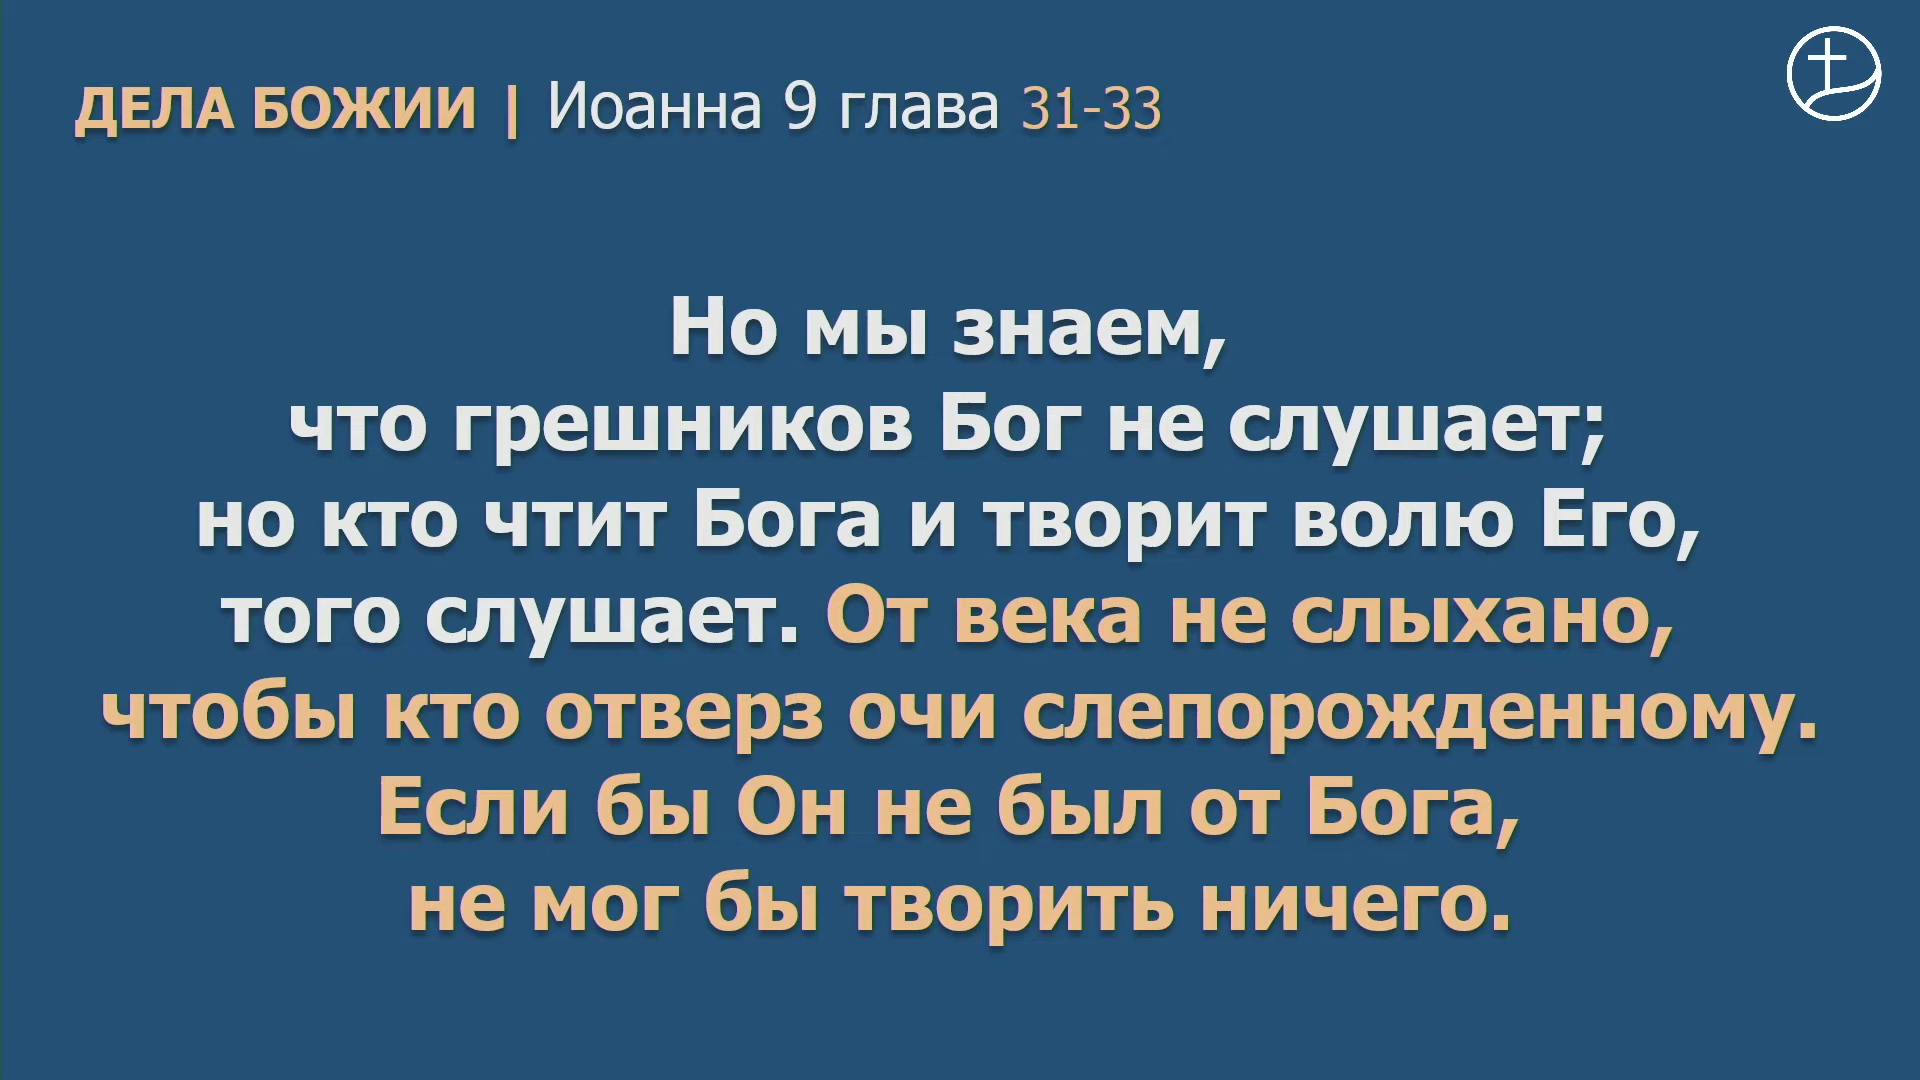 ДЕЛА БОЖИИ | Иоанна 9 глава 31-33
Но мы знаем,
что грешников Бог не слушает;
но кто чтит Бога и творит волю Его,
того слушает. От века не слыхано,
чтобы кто отверз очи слепорожденному.
Если бы Он не был от Бога,
не мог бы творить ничего.